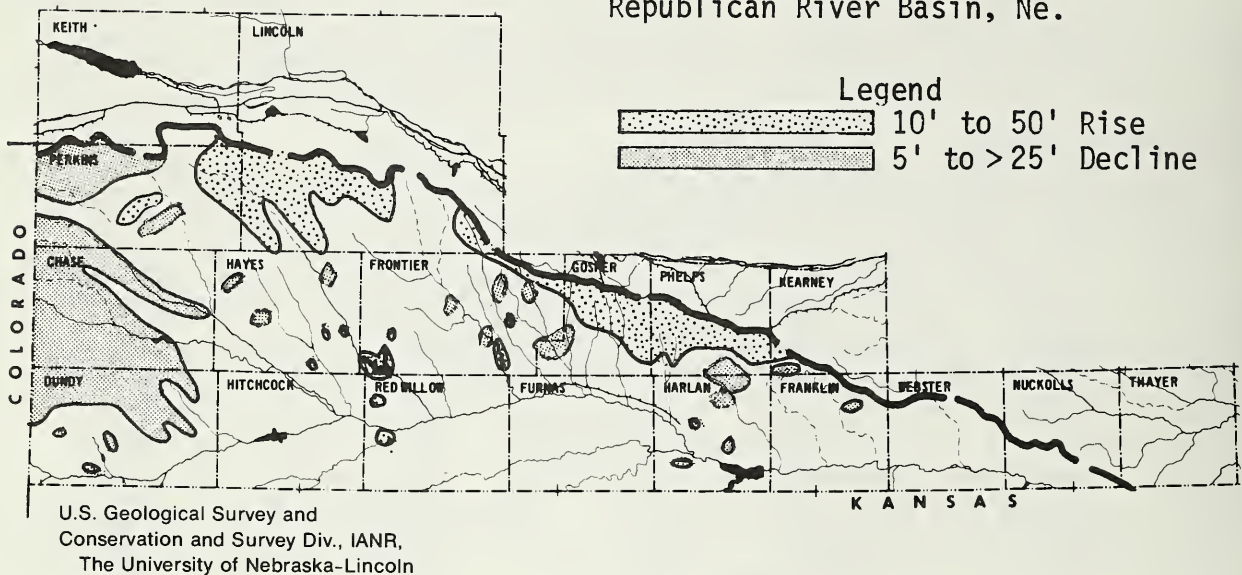 Republican River Basin, Ne.
Legend
10' to 50' Rise
5' to >25' Decline
KEITH
LINCOLN
PERKINS
COLORADO
CHASE
HAYES
FRONTIER
GOSPER
PHELPS
KEARNEY
DUNDY
HITCHCOCK
RED WILLOW
FURNAS
HARLAN
FRANKLIN
WEBSTER
NUCKOLLS
THAYER
KANSAS
U.S. Geological Survey and
Conservation and Survey Div., IANR,
The University of Nebraska-Lincoln